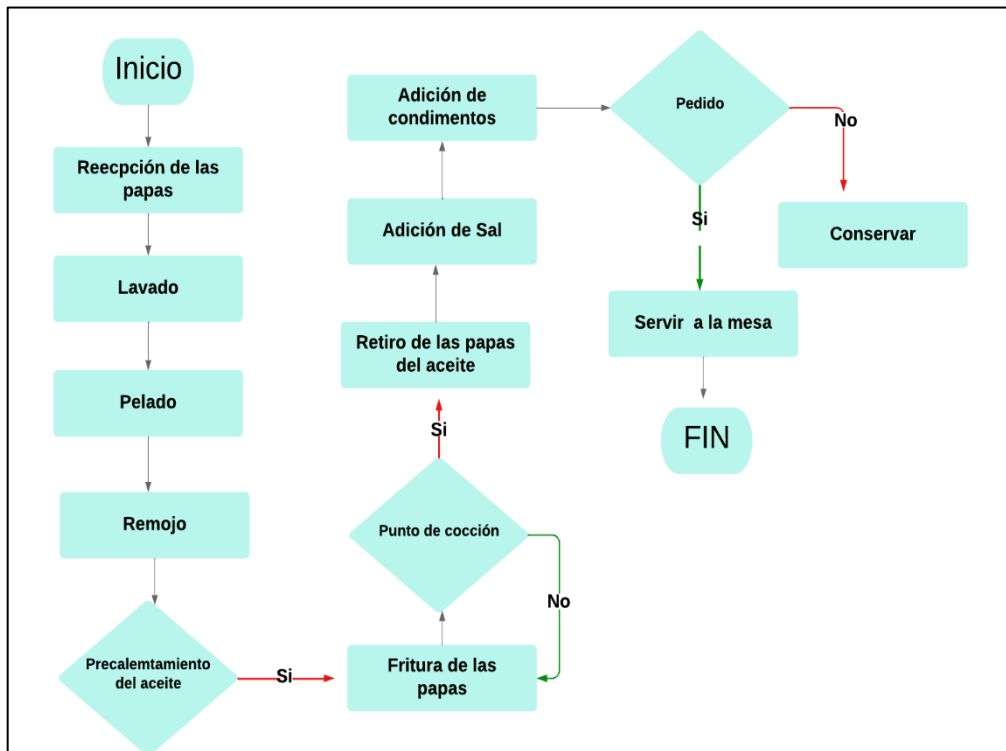 Inicio
Reecpción de las
papas
Lavado
Pelado
Remojo
Precalemtamiento
del aceite
Si
Fritura de las
papas
Punto de cocción
No
Si
Retiro de las papas
del aceite
Adición de Sal
Adición de
condimentos
Pedido
No
Conservar
Si
Servir a la mesa
FIN